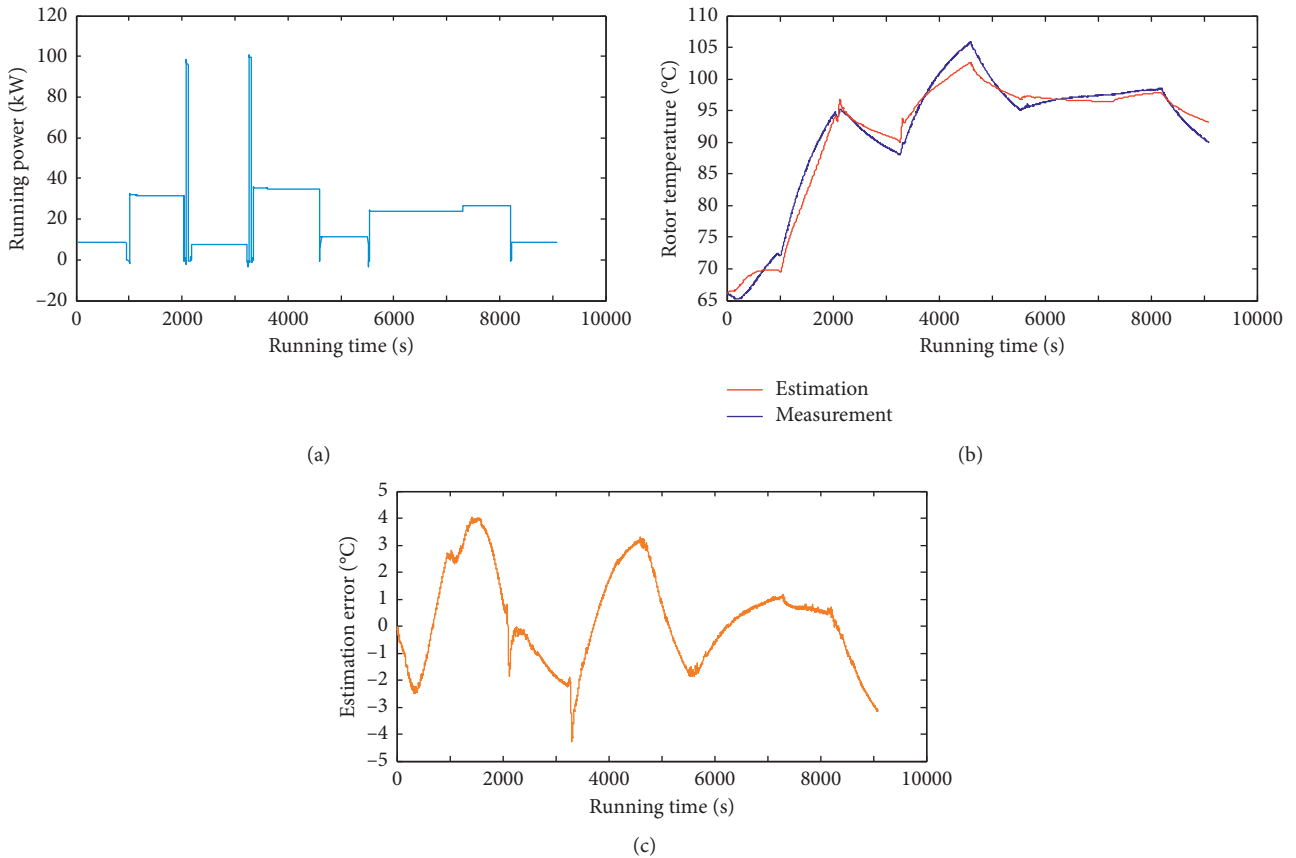 120
100
80
60
40
20
0
–20
Running power (kW)
0 2000 4000 6000 8000 10000
Running time (s)
(a)
105
100
95
90
85
80
75
70
65
Rotor temperature (°C)
0 2000 4000 6000 8000 10000
Running time (s)
Estimation
Measurement
(b)
5
4
3
2
1
0
–1
–2
–3
–4
–5
Estimation error (°C)
0 2000 4000 6000 8000 10000
Running time (s)
(c)